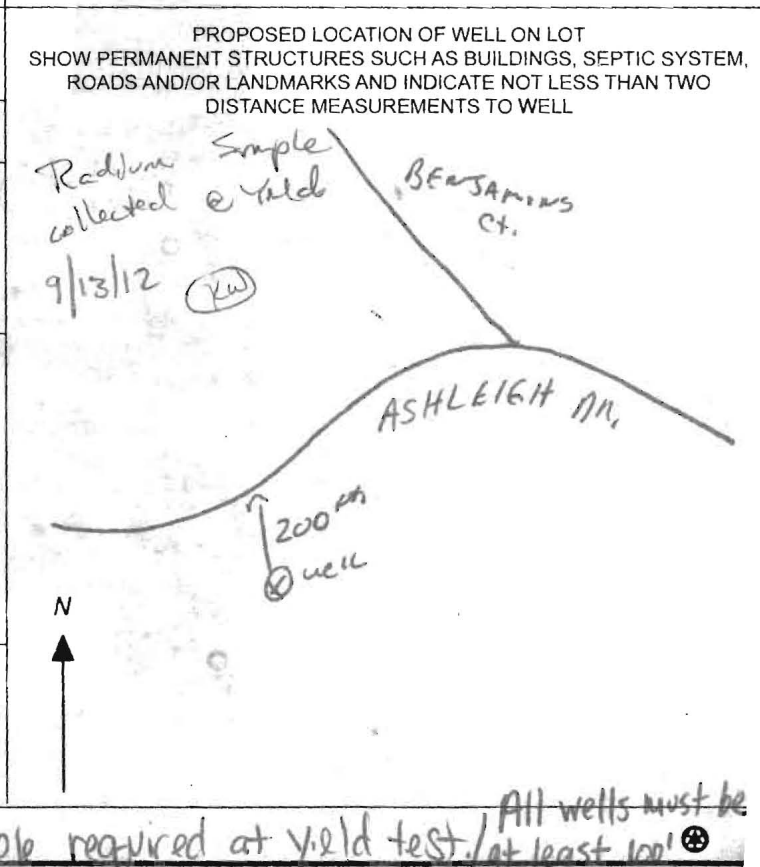 PROPOSED LOCATION OF WELL ON LOT
SHOW PERMANENT STRUCTURES SUCH AS BUILDINGS, SEPTIC SYSTEM,
ROADS AND/OR LANDMARKS AND INDICATE NOT LESS THAN TWO
DISTANCE MEASUREMENTS TO WELL
Radium Sample
collected @ Yield
9/13/12 KW
BENJAMINS
Ct.
ASHLEIGH DR.
200
well
N
All wells must be
required at yield test. / at least 100'